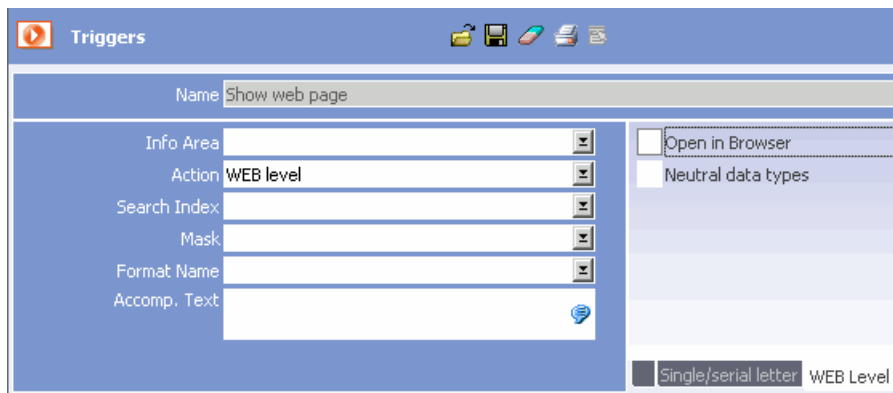 Triggers
Name Show web page
Info Area
Action WEB level
Search Index
Mask
Format Name
Accomp. Text
Open in Browser
Neutral data types
Single/serial letter WEB Level